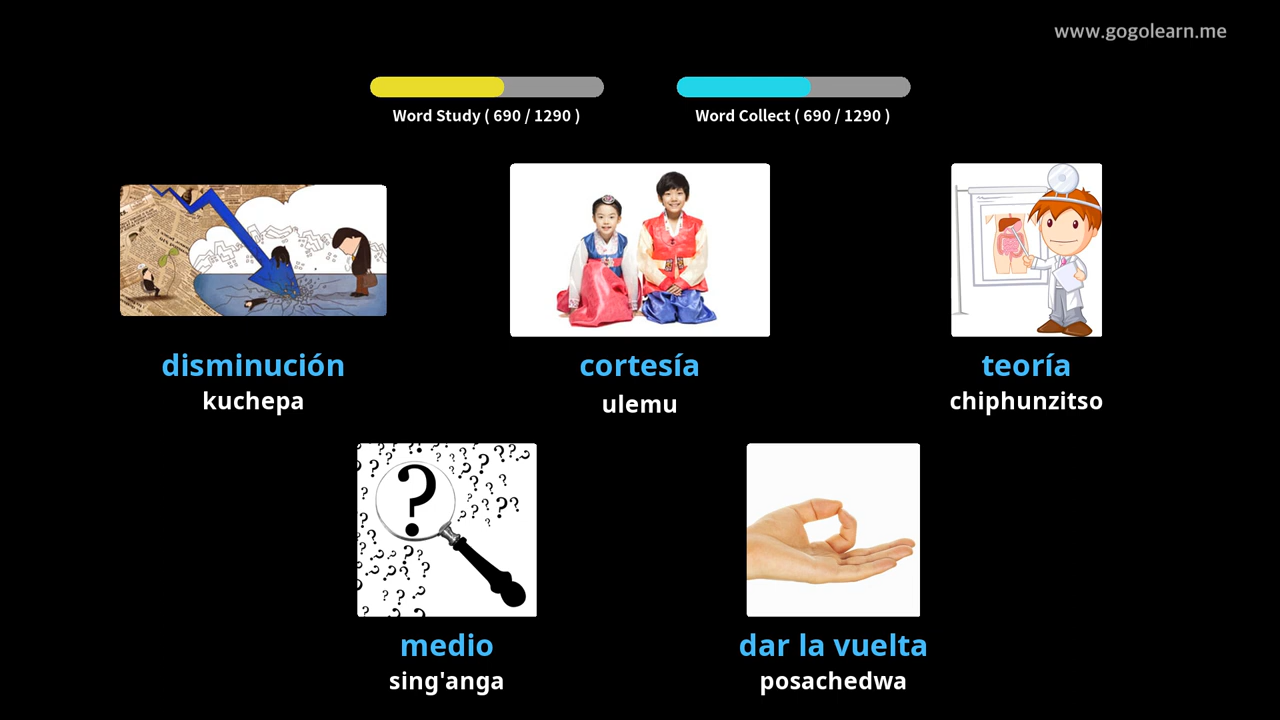 www.gogolearn.me
Word Study ( 690 / 1290 )
Word Collect ( 690 / 1290 )
disminución
kuchepa
cortesía
ulemu
teoría
chiphunzitso
medio
sing'anga
dar la vuelta
posachedwa